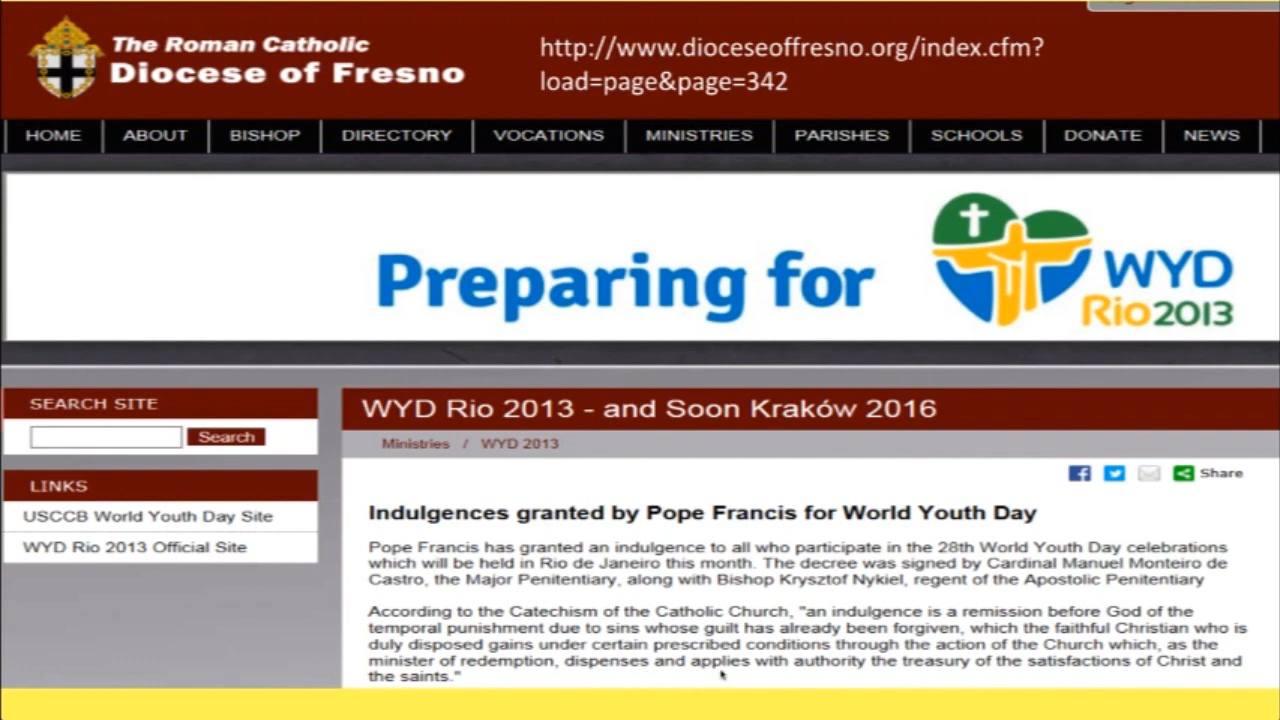 The Roman Catholic
Diocese of Fresno
http://www.dioceseoffresno.org/index.cfm?
load=page&page=342
HOME ABOUT BISHOP DIRECTORY VOCATIONS MINISTRIES PARISHES SCHOOLS DONATE NEWS
Preparing for
WYD
Rio2013
SEARCH SITE
Search
LINKS
USCCB World Youth Day Site
WYD Rio 2013 Official Site
WYD Rio 2013 - and Soon Kraków 2016
Ministries / WYD 2013
Share
Indulgences granted by Pope Francis for World Youth Day
Pope Francis has granted an indulgence to all who participate in the 28th World Youth Day celebrations
which will be held in Rio de Janeiro this month. The decree was signed by Cardinal Manuel Monteiro de
Castro, the Major Penitentiary, along with Bishop Krysztof Nykiel, regent of the Apostolic Penitentiary
According to the Catechism of the Catholic Church, "an indulgence is a remission before God of the
temporal punishment due to sins whose guilt has already been forgiven, which the faithful Christian who is
duly disposed gains under certain prescribed conditions through the action of the Church which, as the
minister of redemption, dispenses and applies with authority the treasury of the satisfactions of Christ and
the saints."